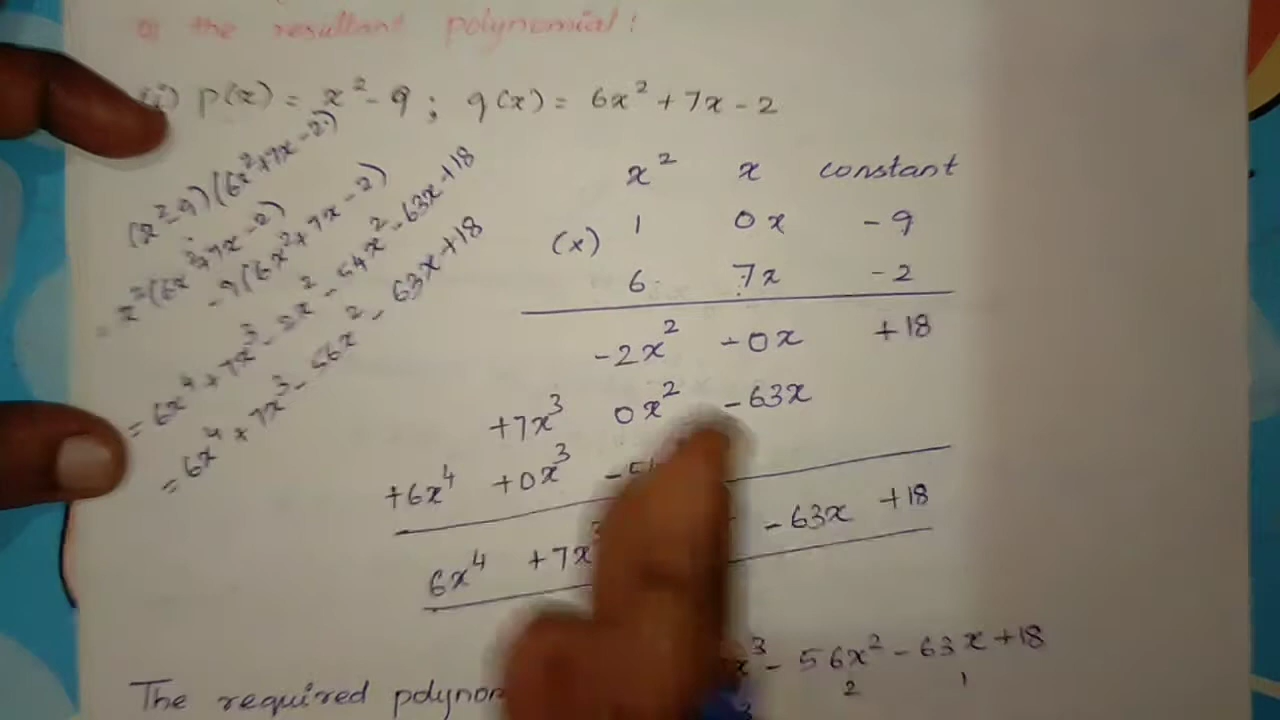 the resultant polynomial:
(i) p(x) = x² - 9 ; q(x) = 6x² + 7x - 2
(x² - 9)(6x² + 7x - 2)
= x²(6x² + 7x - 2)
- 9(6x² + 7x - 2)
= 6x⁴ + 7x³ - 2x² - 54x² - 63x + 18
= 6x⁴ + 7x³ - 56x² - 63x + 18
x² x constant
(x) 1 0x -9
6 7x -2
-2x² -0x +18
+7x³ 0x² -63x
+6x⁴ +0x³
6x⁴ +7x -63x +18
The required polynom x³ - 56x² - 63x + 18
3 2 1